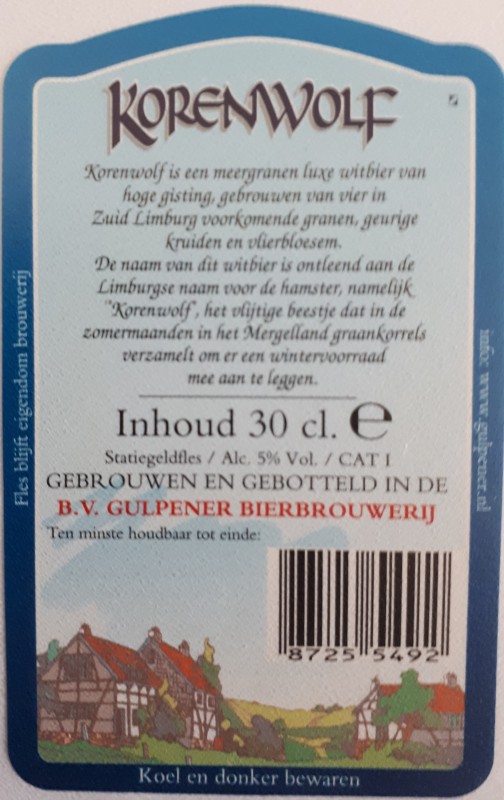 KORENWOLF
Korenwolf is een meergranen luxe witbier van
hoge gisting, gebrouwen van vier in
Zuid Limburg voorkomende granen, geurige
kruiden en vlierbloesem.
De naam van dit witbier is ontleend aan de
Limburgse naam voor de hamster, namelijk
"Korenwolf", het vlijtige beestje dat in de
zomermaanden in het Mergelland graankorrels
verzamelt om er een wintervoorraad
mee aan te leggen.
Inhoud 30 cl. e
Statiegeldfles / Alc. 5% Vol. / CAT I
GEBROUWEN EN GEBOTTELD IN DE
B.V. GULPENER BIERBROUWERIJ
Ten minste houdbaar tot einde:
8725 5492
Koel en donker bewaren
Fles blijft eigendom brouwerij
info: www.gulpener.nl